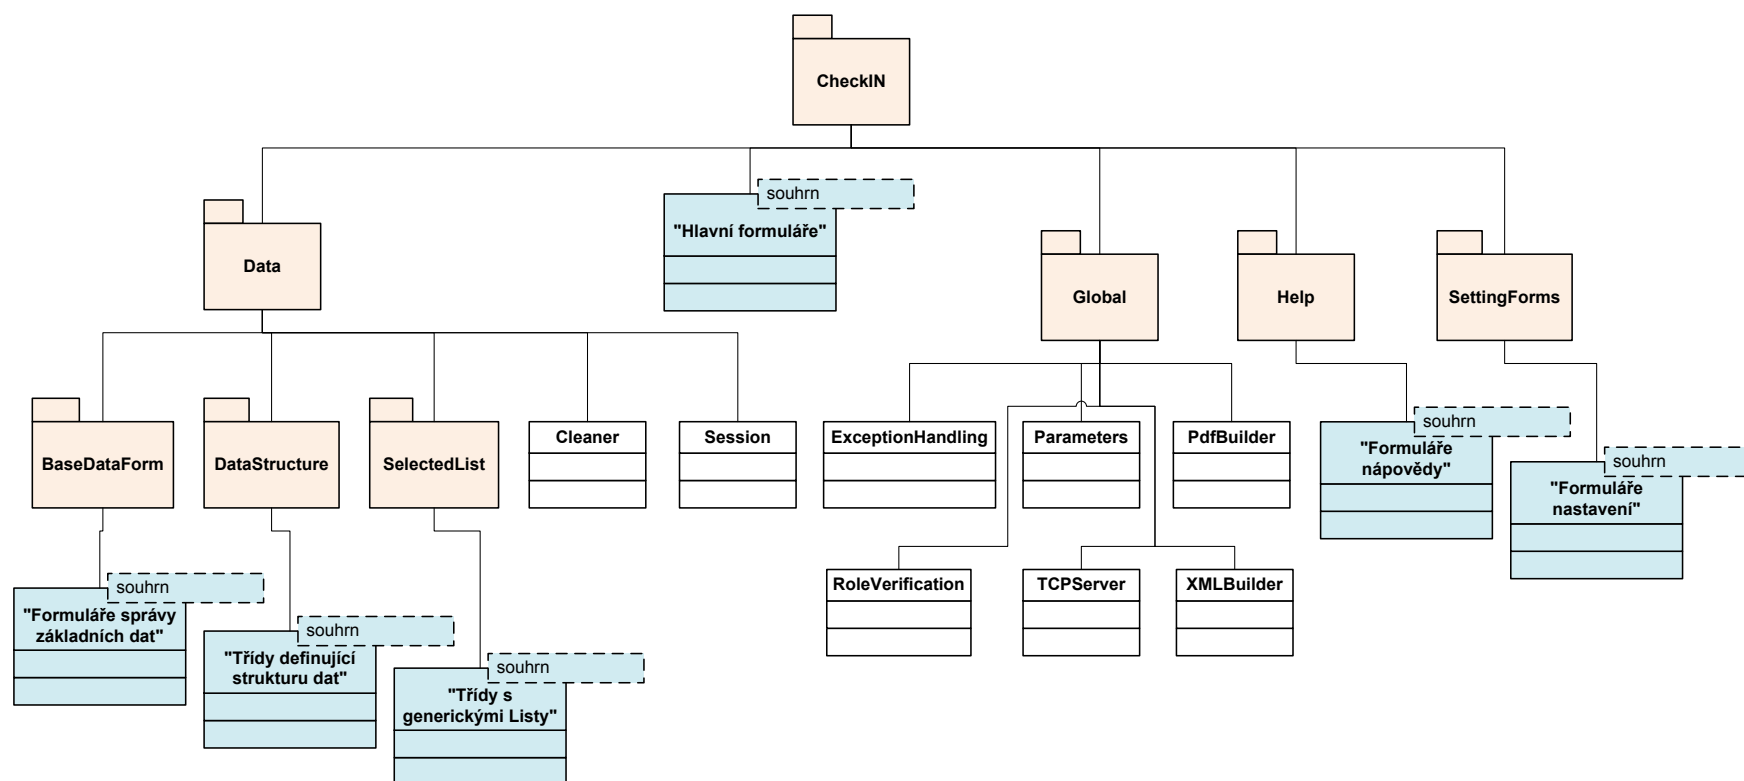 CheckIN
souhrn
"Hlavní formuláře"
Data
Global
Help
SettingForms
BaseDataForm
DataStructure
SelectedList
Cleaner
Session
ExceptionHandling
Parameters
PdfBuilder
souhrn
"Formuláře
nápovědy"
souhrn
"Formuláře
nastavení"
RoleVerification
TCPServer
XMLBuilder
souhrn
"Formuláře správy
základních dat"
souhrn
"Třídy definující
strukturu dat"
souhrn
"Třídy s
generickými Listy"